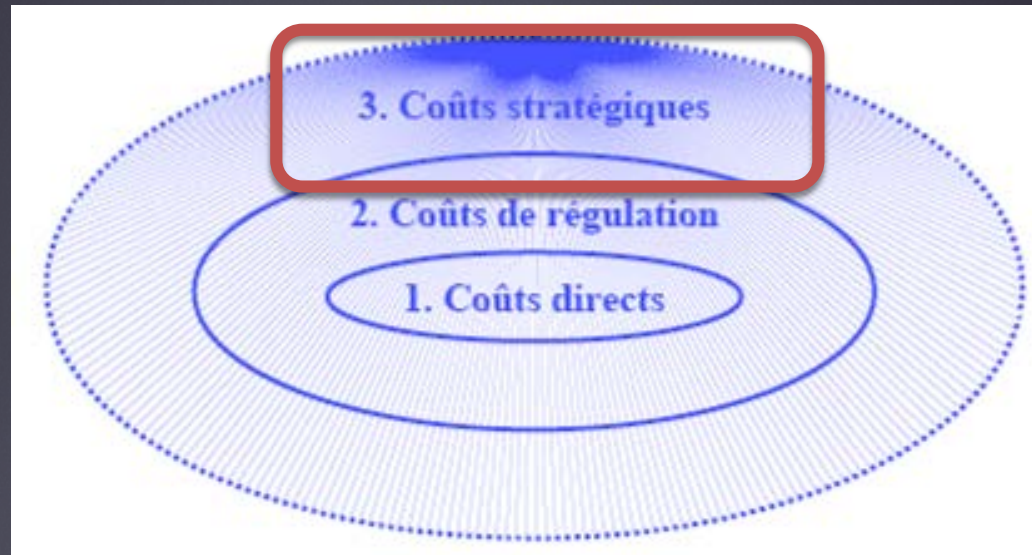 3. Coûts stratégiques
2. Coûts de régulation
1. Coûts directs